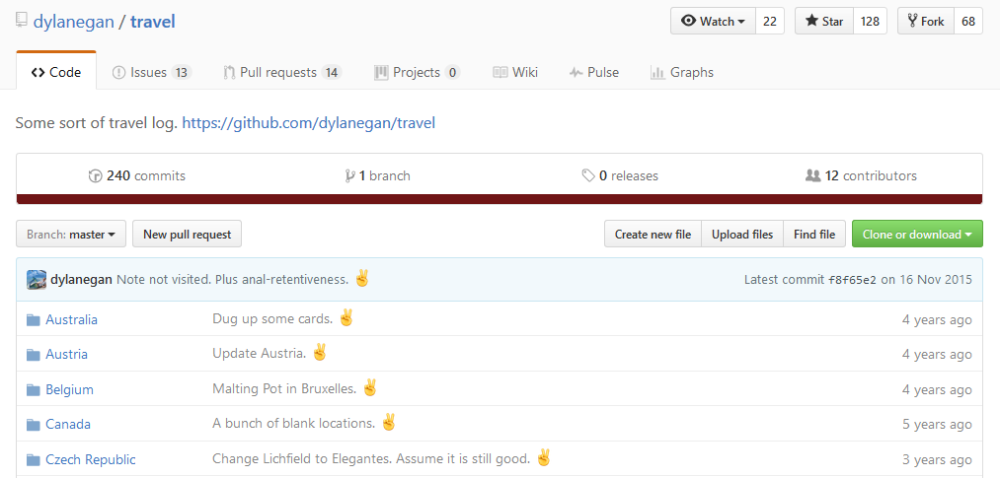 dylanegan / travel Watch 22 Star 128 Fork 68
Code Issues 13 Pull requests 14 Projects 0 Wiki Pulse Graphs
Some sort of travel log. https://github.com/dylanegan/travel
240 commits 1 branch 0 releases 12 contributors
Branch: master New pull request Create new file Upload files Find file Clone or download
dylanegan Note not visited. Plus anal-retentiveness. ✌ Latest commit f8f65e2 on 16 Nov 2015
Australia Dug up some cards. ✌ 4 years ago
Austria Update Austria. ✌ 4 years ago
Belgium Malting Pot in Bruxelles. ✌ 4 years ago
Canada A bunch of blank locations. ✌ 5 years ago
Czech Republic Change Lichfield to Elegantes. Assume it is still good. ✌ 3 years ago